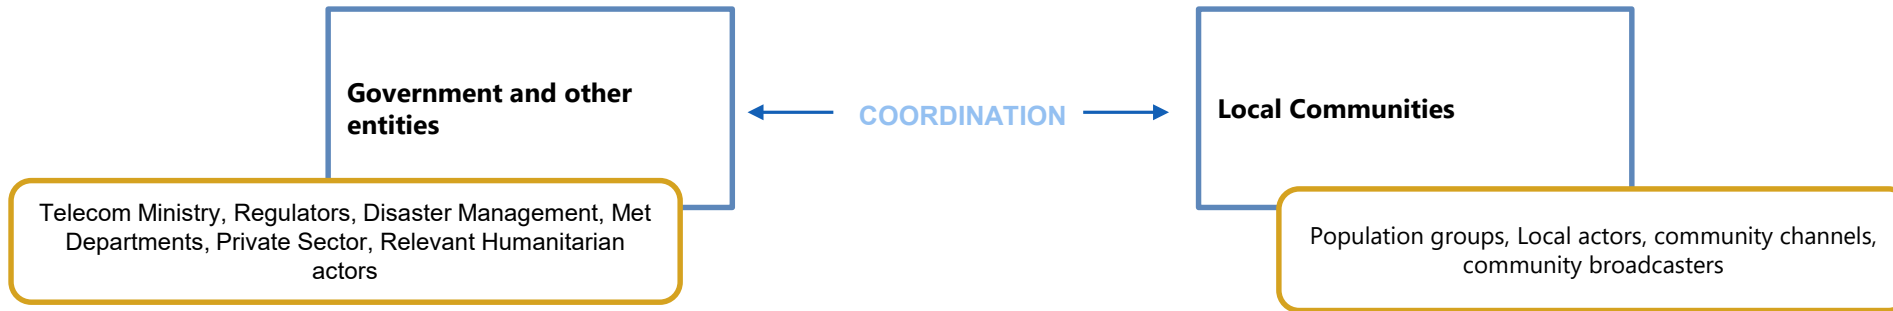 Government and other
entities
COORDINATION
Local Communities
Telecom Ministry, Regulators, Disaster Management, Met
Departments, Private Sector, Relevant Humanitarian
actors
Population groups, Local actors, community channels,
community broadcasters